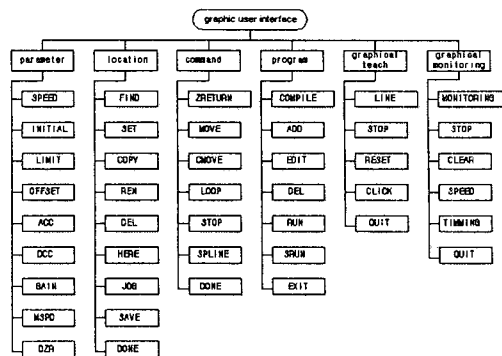 graphic user interface
parameter
location
command
program
graphical
teach
graphical
monitoring
SPEED
INITIAL
LIMIT
OFFSET
ACC
DCC
GAIN
MSPD
DZR
FIND
SET
COPY
REN
DEL
HERE
JOB
SAVE
DONE
ZRETURN
MOVE
CMOVE
LOOP
STOP
SPLINE
DONE
COMPILE
ADD
EDIT
DEL
RUN
SRUN
EXIT
LINE
STOP
RESET
CLICK
QUIT
MONITORING
STOP
CLEAR
SPEED
TIMMING
QUIT